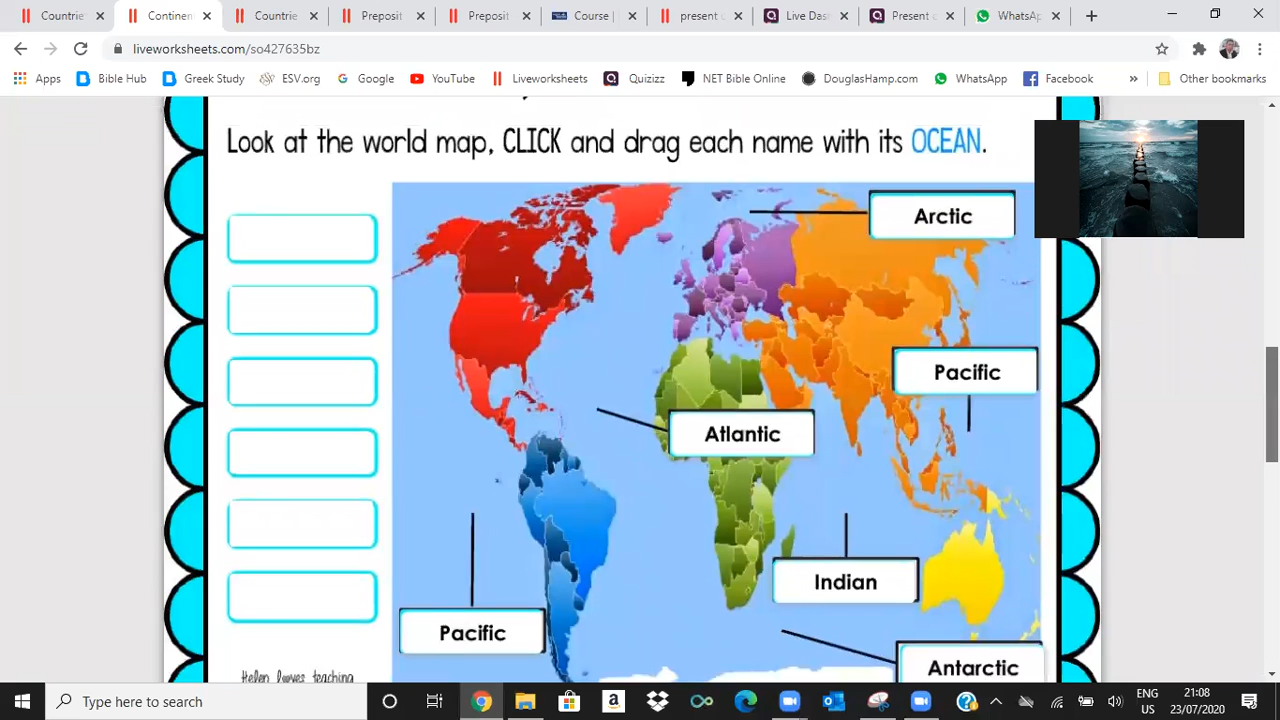 Countrie
Continen
Countrie
Preposit
Preposi
Course |
present c
Live Das
Present c
WhatsAp
liveworksheets.com/so427635bz
Apps
Bible Hub
Greek Study
ESV.org
Google
YouTube
Liveworksheets
Quizizz
NET Bible Online
DouglasHamp.com
WhatsApp
Facebook
»
Other bookmarks
Look at the world map, CLICK and drag each name with its OCEAN.
Arctic
Pacific
Atlantic
Indian
Pacific
Antarctic
Helen loves teaching
Type here to search
ENG
US
21:08
23/07/2020